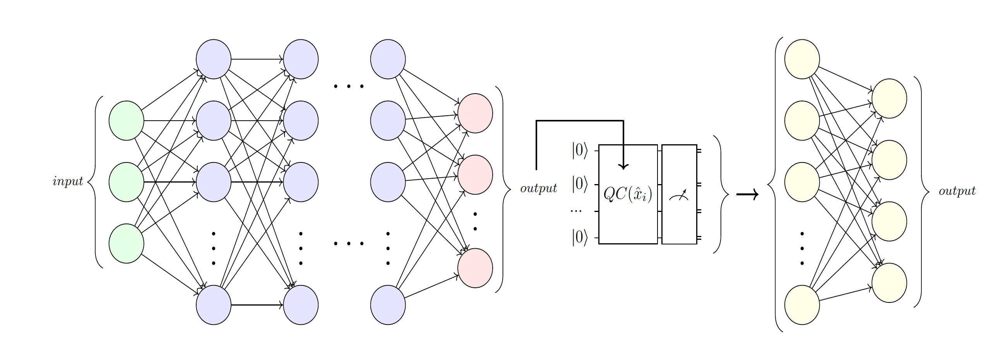 input
output
|0⟩
|0⟩
...
|0⟩
QC(x̂ᵢ)
output